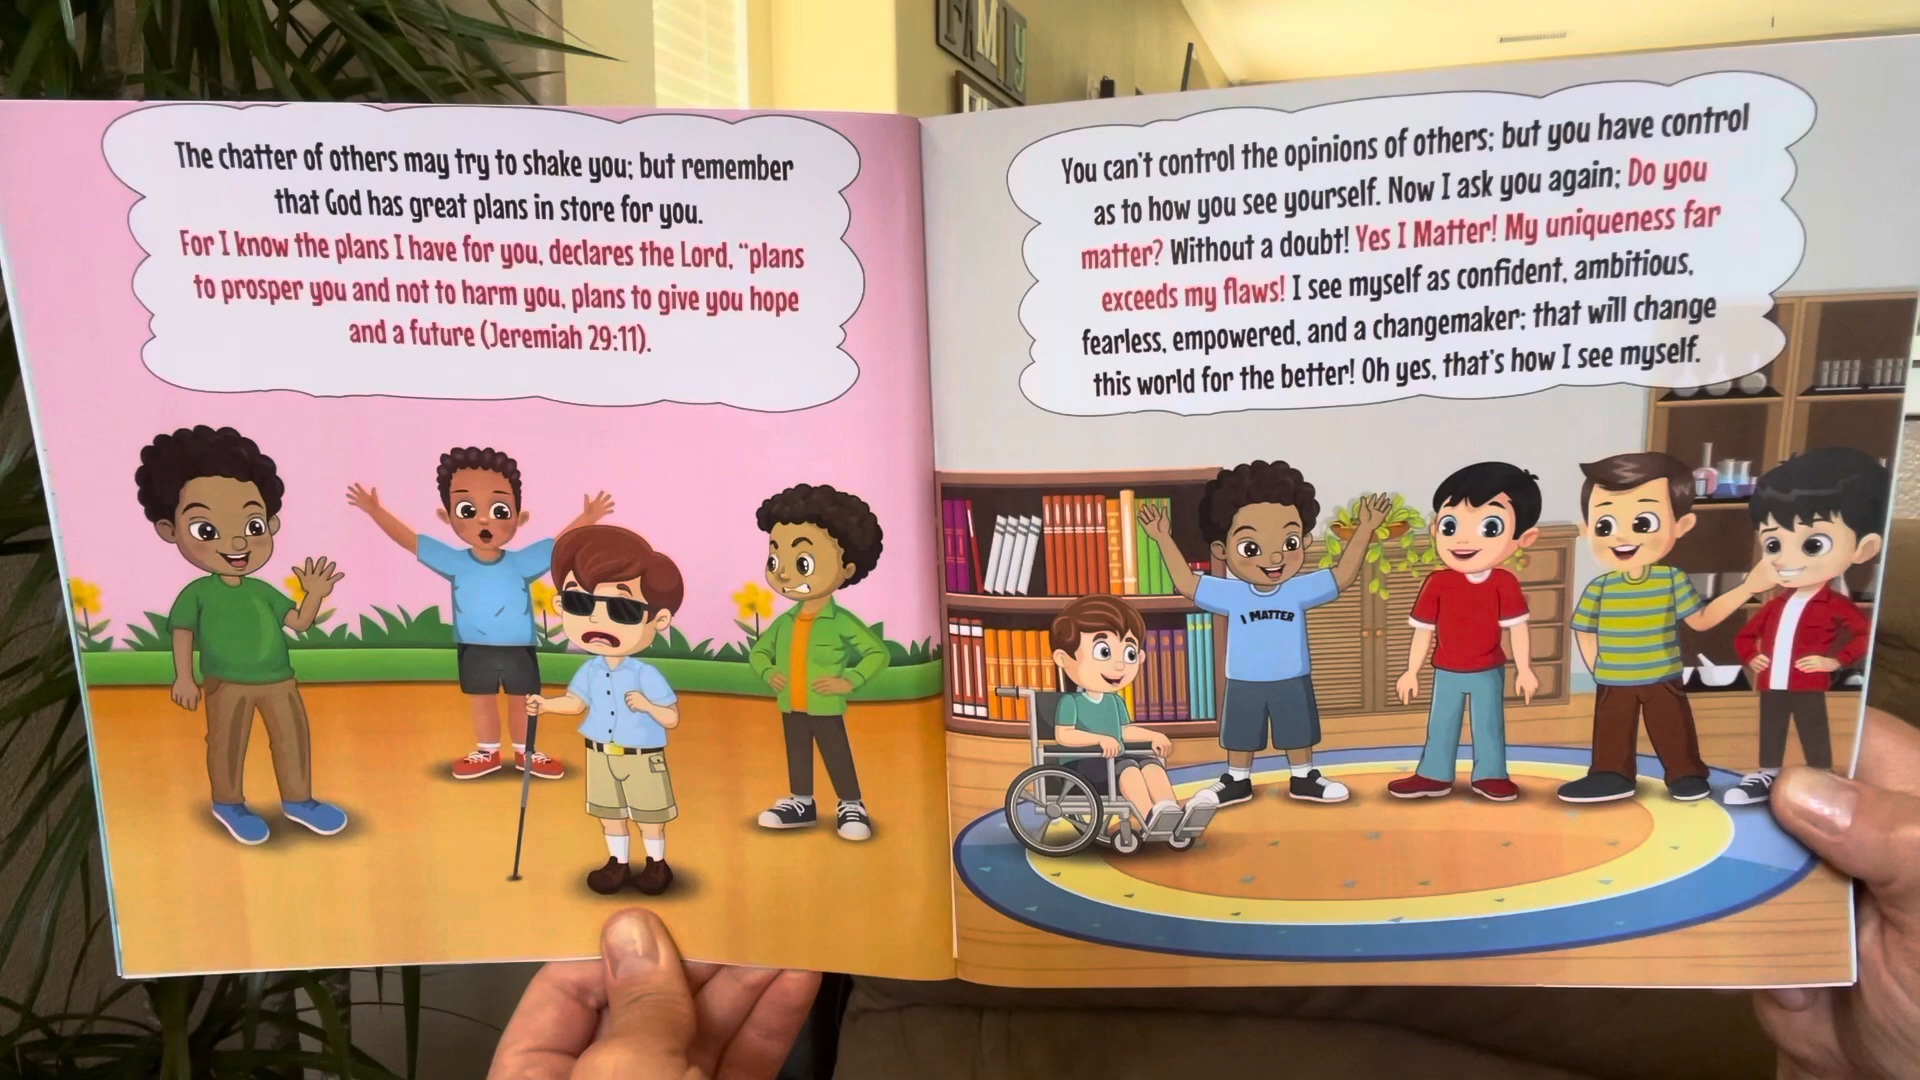 FAMILY
The chatter of others may try to shake you; but remember
that God has great plans in store for you.
For I know the plans I have for you, declares the Lord, “plans
to prosper you and not to harm you, plans to give you hope
and a future (Jeremiah 29:11).
You can't control the opinions of others; but you have control
as to how you see yourself. Now I ask you again; Do you
matter? Without a doubt! Yes I Matter! My uniqueness far
exceeds my flaws! I see myself as confident, ambitious,
fearless, empowered, and a changemaker; that will change
this world for the better! Oh yes, that's how I see myself.
I MATTER